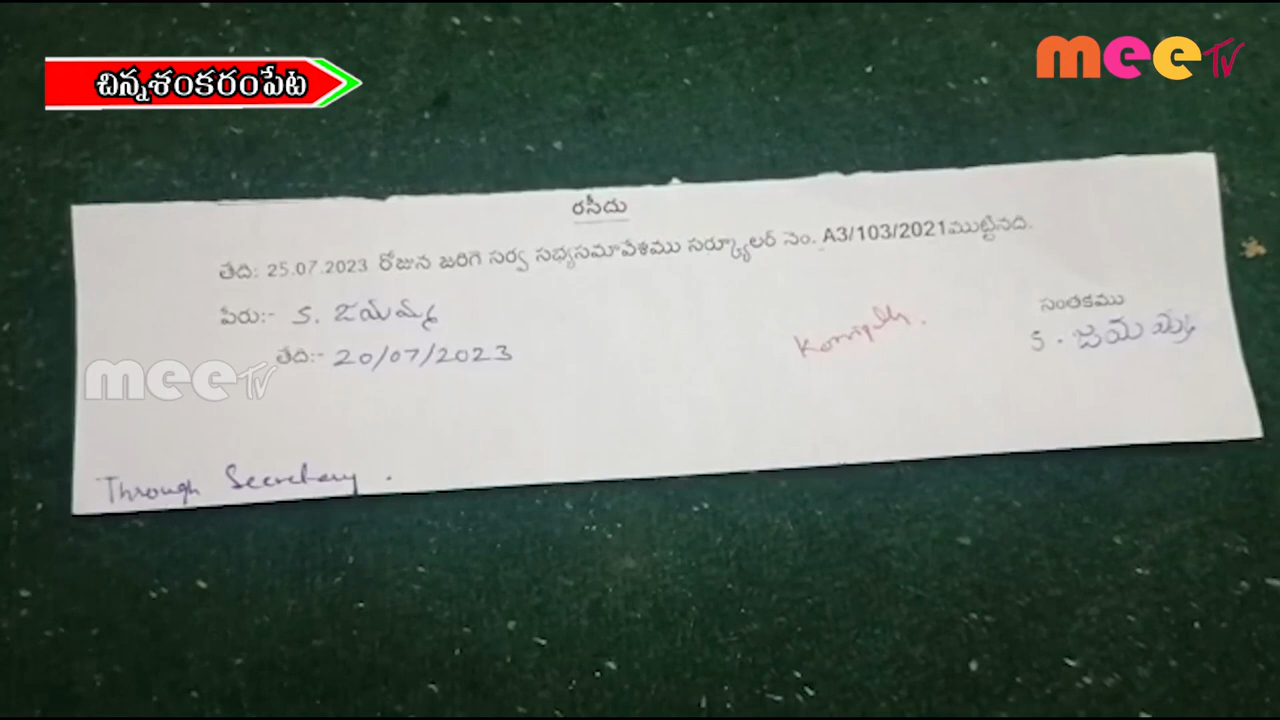 చిన్నశంకరంపేట
mee TV
రసీదు
తేది: 25.07.2023 రోజున జరిగె సర్వ సభ్యసమావేశము సర్క్యూలర్ నెం. A3/103/2021 ముట్టినది.
పేరు:- S. జయమ్మ
సంతకము
తేది:- 20/07/2023
S. జయమ్మ
mee TV
Through Secretary.